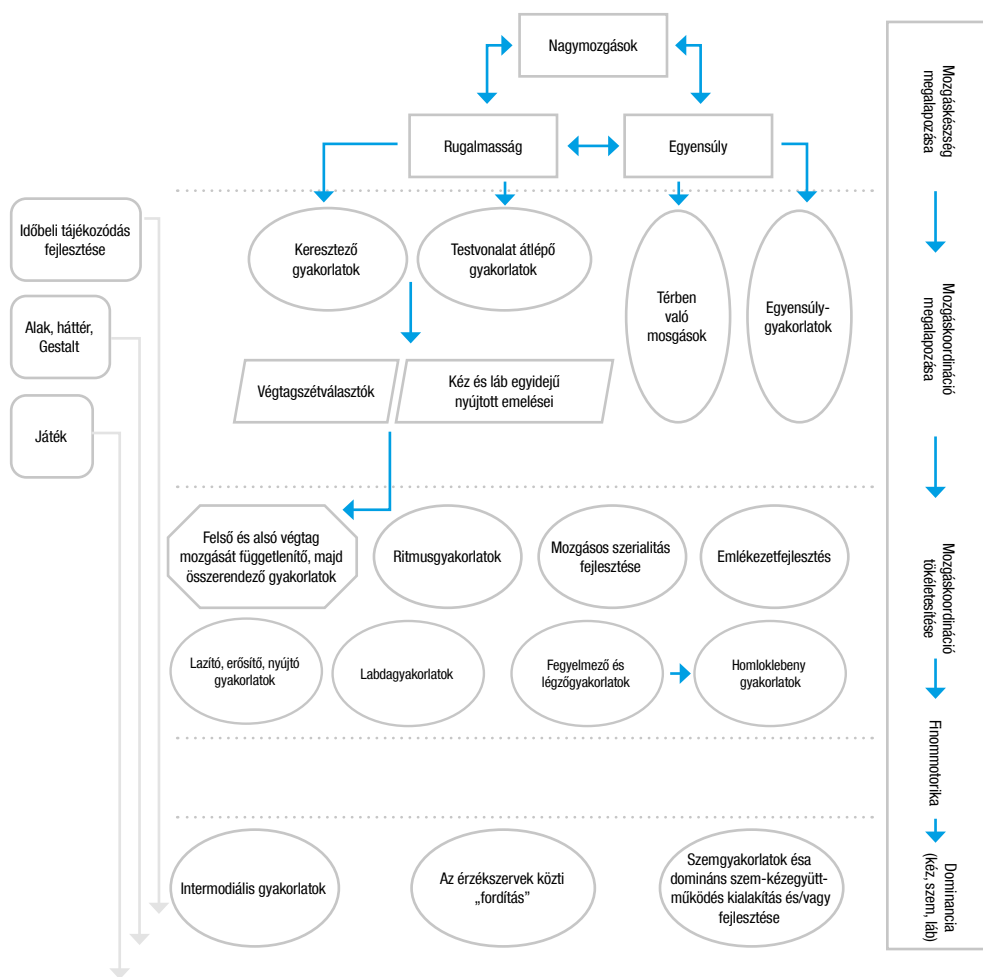 Nagymozgások
Rugalmasság
Egyensúly
Keresztező
gyakorlatok
Testvonalat átlépő
gyakorlatok
Térben
való
mosgások
Egyensúly-
gyakorlatok
Végtagszétválasztók
Kéz és láb egyidejű
nyújtott emelései
Időbeli tájékozódás
fejlesztése
Alak, háttér,
Gestalt
Játék
Felső és alsó végtag
mozgását függetlenítő, majd
összerendező gyakorlatok
Ritmusgyakorlatok
Mozgásos szerialitás
fejlesztése
Emlékezetfejlesztés
Lazító, erősítő, nyújtó
gyakorlatok
Labdagyakorlatok
Fegyelmező és
légzőgyakorlatok
Homloklebeny
gyakorlatok
Intermodiális gyakorlatok
Az érzékszervek közti
„fordítás”
Szemgyakorlatok ésa
domináns szem-kézegyütt-
működés kialakítás és/vagy
fejlesztése
Mozgáskészség
megalapozása
Mozgáskoordináció
megalapozása
Mozgáskoordináció
tökéletesítése
Finommotorika
Dominancia
(kéz, szem, láb)